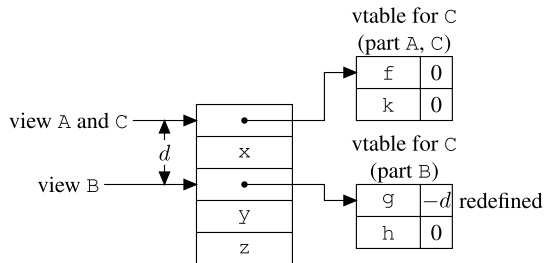 vtable for C
(part A, C)
f 0
k 0
view A and C
x
d
vtable for C
(part B)
view B
g −d redefined
y
h 0
z